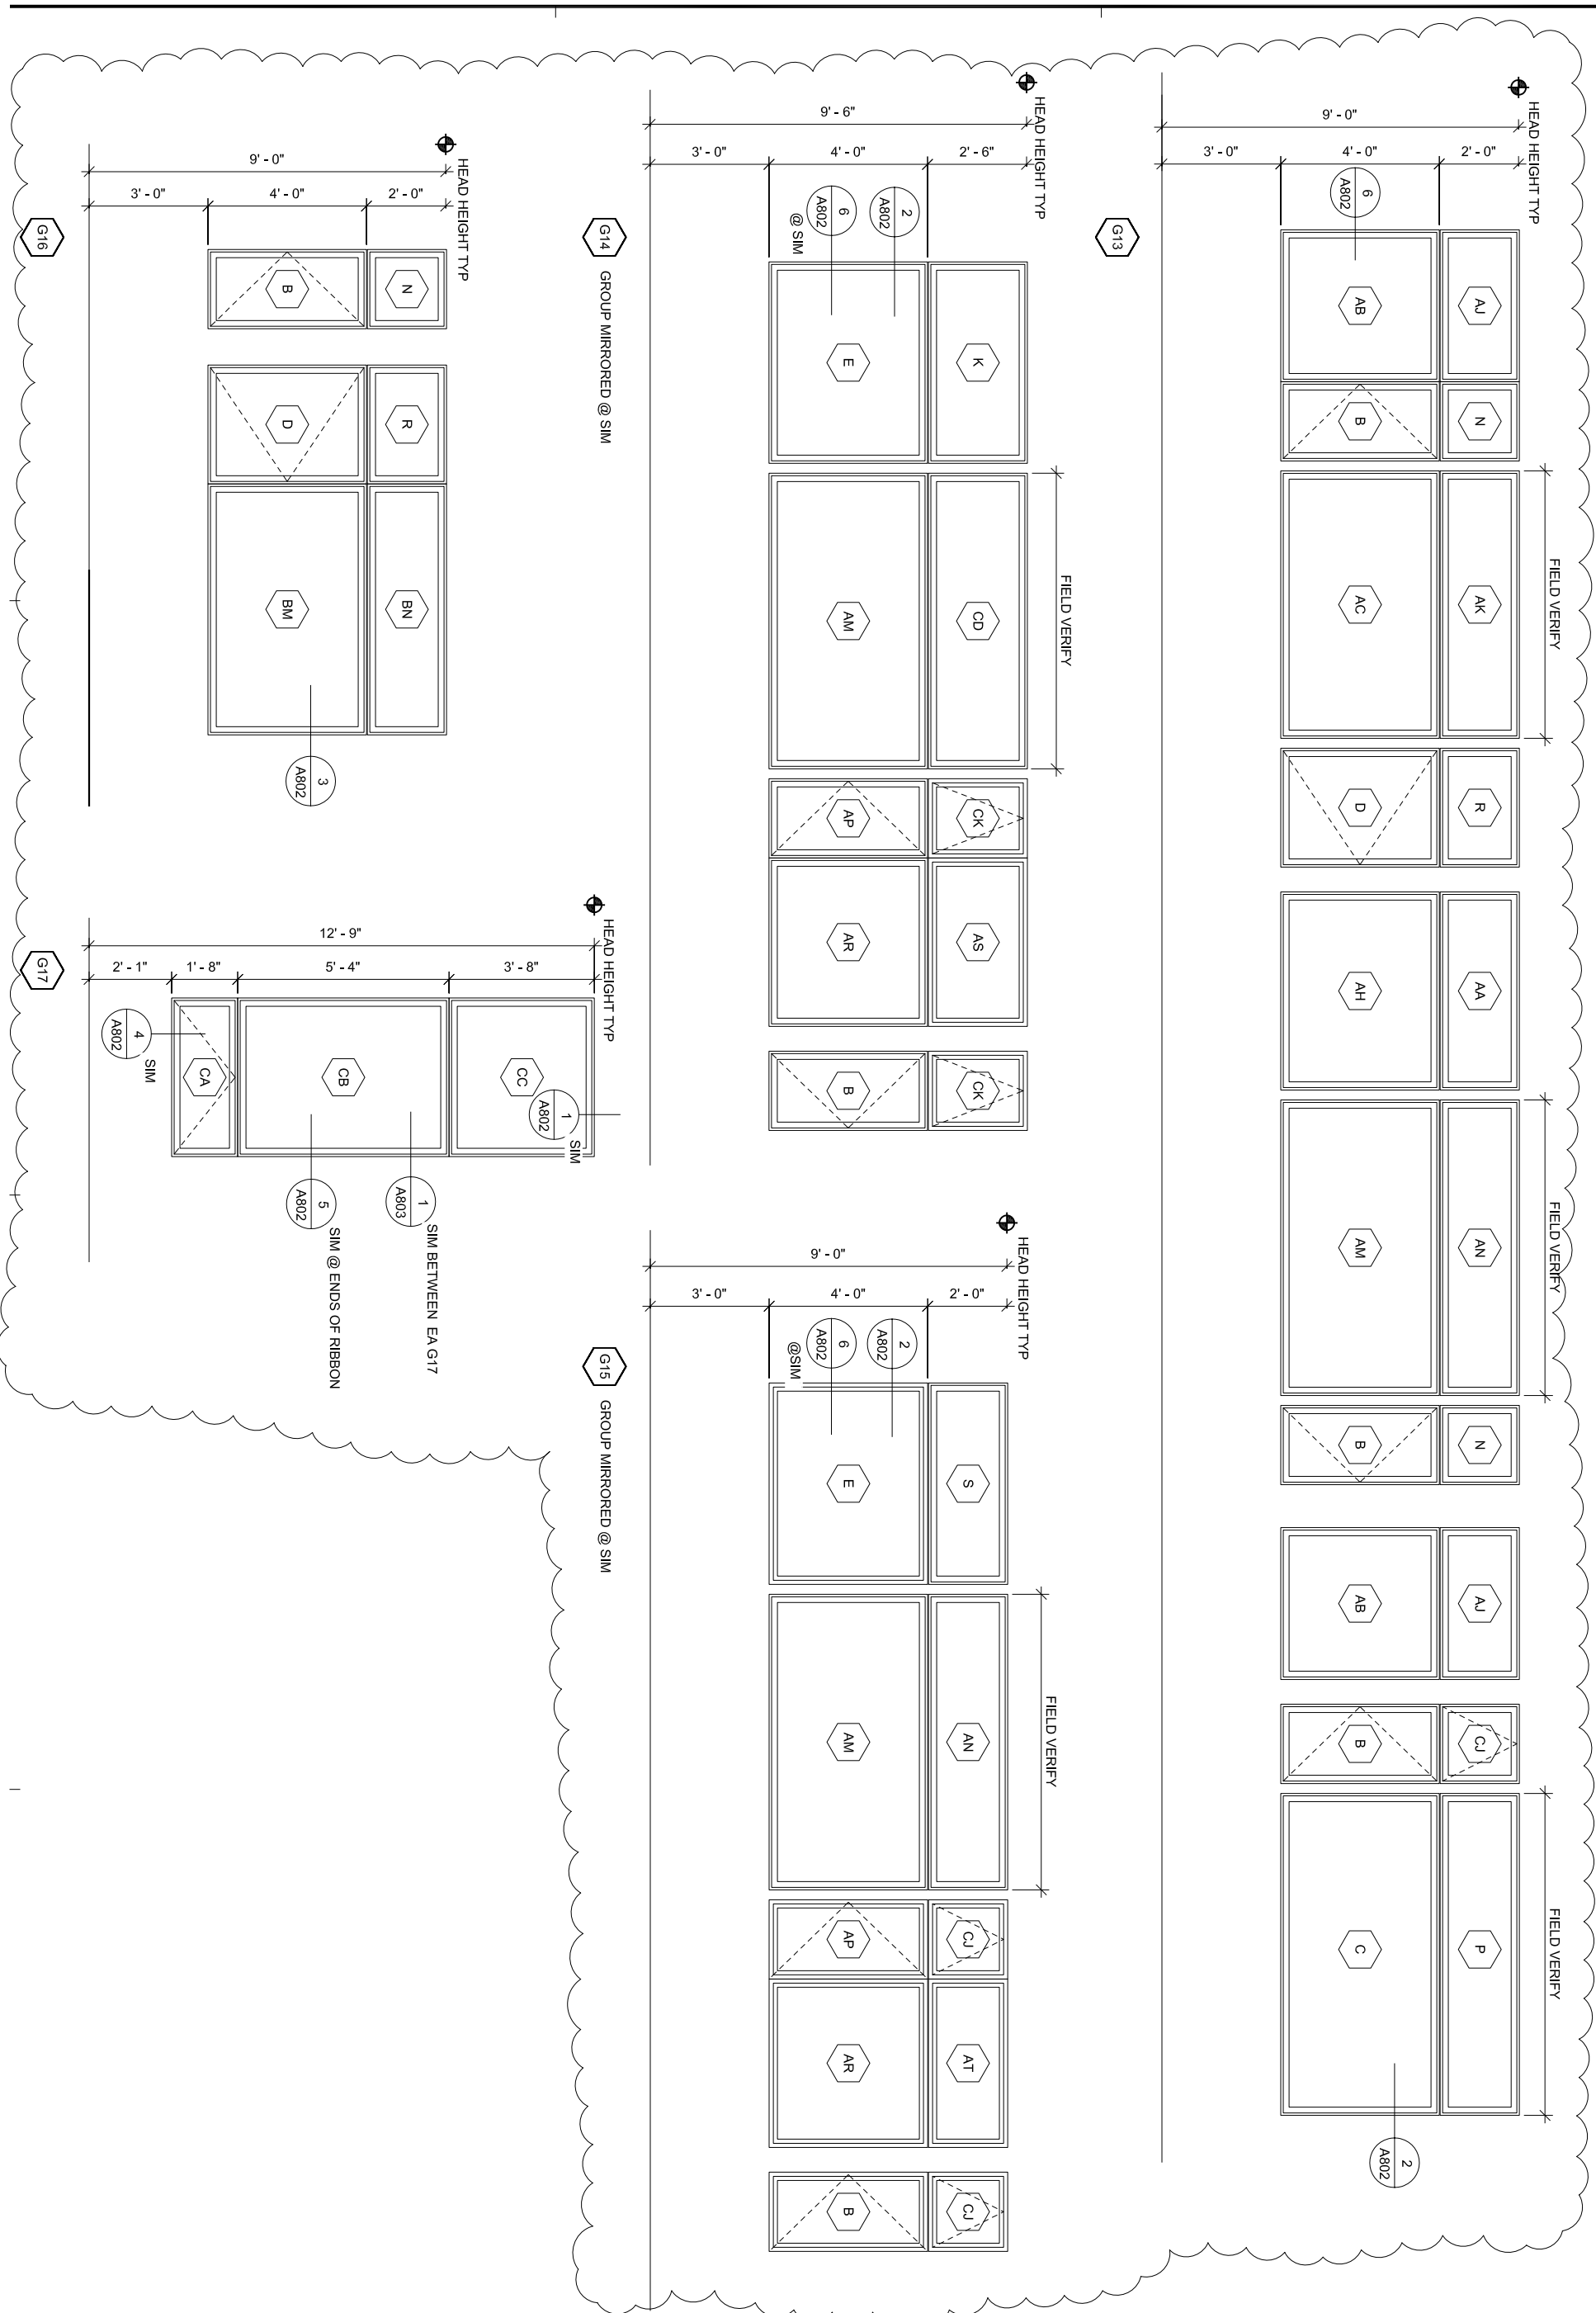 HEAD HEIGHT TYP
9' - 0"
2' - 0"
4' - 0"
3' - 0"
6
A802
FIELD VERIFY
FIELD VERIFY
FIELD VERIFY
AJ
N
AK
R
AA
AN
N
AJ
CJ
P
AB
B
AC
D
AH
AM
B
AB
B
C
2
A802
G13
HEAD HEIGHT TYP
9' - 6"
2' - 6"
4' - 0"
3' - 0"
2
A802
6
A802
@ SIM
FIELD VERIFY
K
CD
CK
AS
CK
E
AM
AP
AR
B
G14
GROUP MIRRORED @ SIM
HEAD HEIGHT TYP
9' - 0"
2' - 0"
4' - 0"
3' - 0"
2
A802
6
A802
@SIM
FIELD VERIFY
S
AN
CJ
AT
CJ
E
AM
AP
AR
B
G15
GROUP MIRRORED @ SIM
HEAD HEIGHT TYP
9' - 0"
2' - 0"
4' - 0"
3' - 0"
N
R
BN
B
D
BM
3
A802
G16
HEAD HEIGHT TYP
12' - 9"
3' - 8"
5' - 4"
1' - 8"
2' - 1"
CC
CB
CA
1
A802
SIM
1
A803
SIM BETWEEN EA G17
5
A802
SIM @ ENDS OF RIBBON
4
A802
SIM
G17